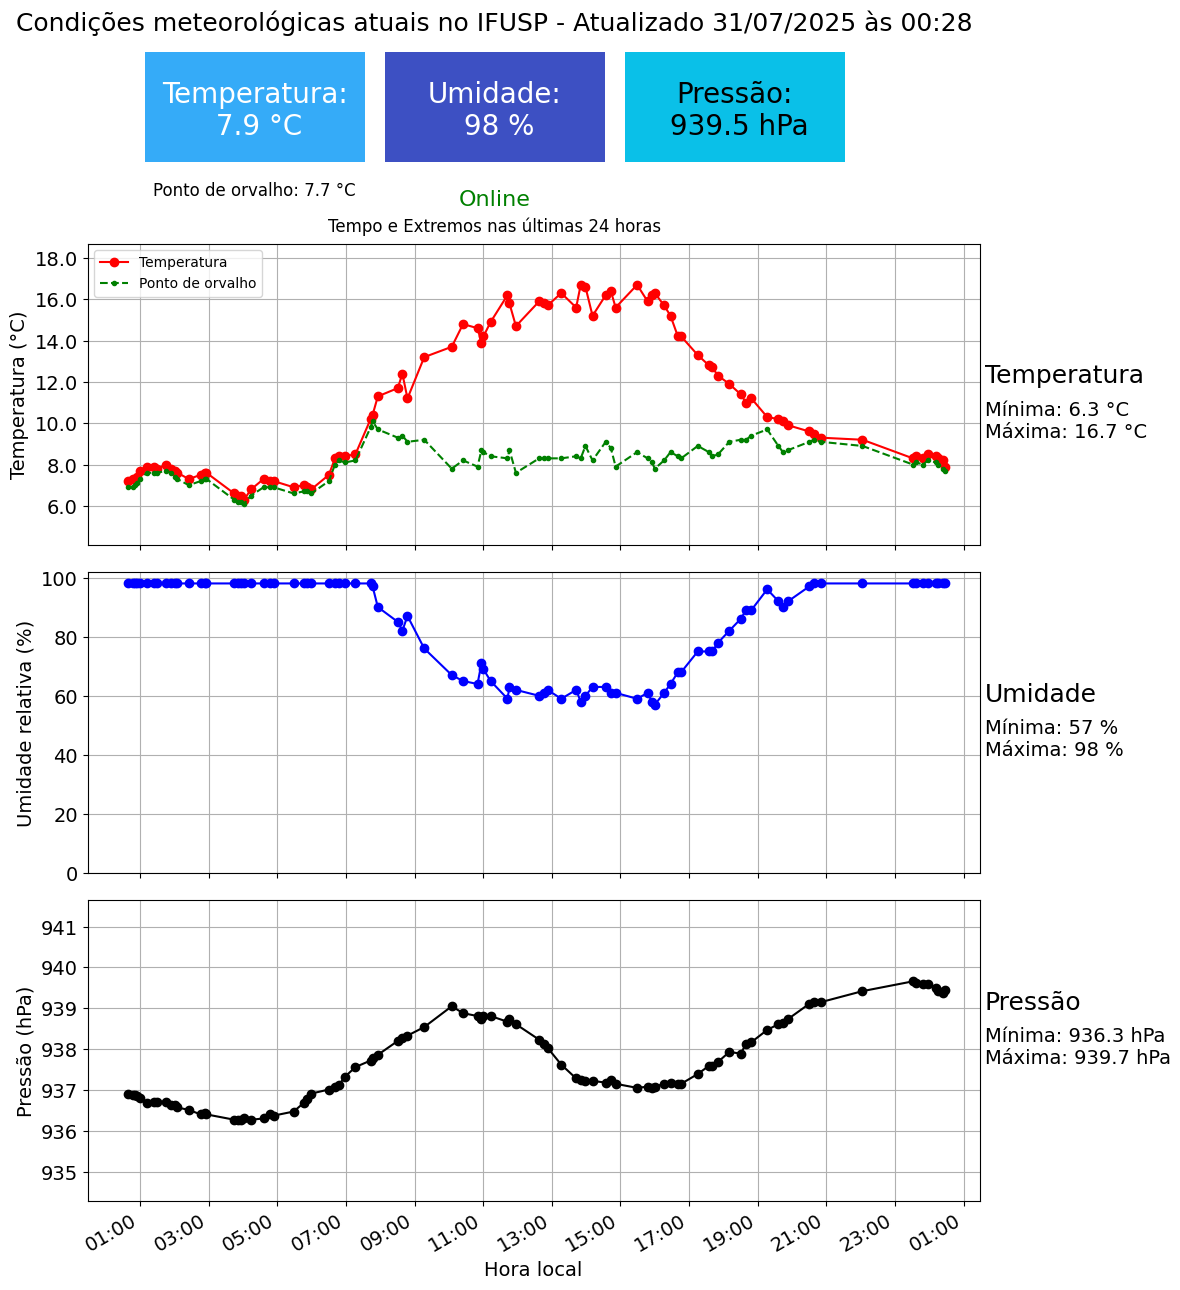 Condições meteorológicas atuais no IFUSP - Atualizado 31/07/2025 às 00:28
Temperatura:
7.9 °C
Umidade:
98 %
Pressão:
939.5 hPa
Ponto de orvalho: 7.7 °C
Online
Tempo e Extremos nas últimas 24 horas
Temperatura
Ponto de orvalho
Temperatura (°C)
18.0
16.0
14.0
12.0
10.0
8.0
6.0
Temperatura
Mínima: 6.3 °C
Máxima: 16.7 °C
Umidade relativa (%)
100
80
60
40
20
0
Umidade
Mínima: 57 %
Máxima: 98 %
Pressão (hPa)
941
940
939
938
937
936
935
Pressão
Mínima: 936.3 hPa
Máxima: 939.7 hPa
01:00
03:00
05:00
07:00
09:00
11:00
13:00
15:00
17:00
19:00
21:00
23:00
01:00
Hora local